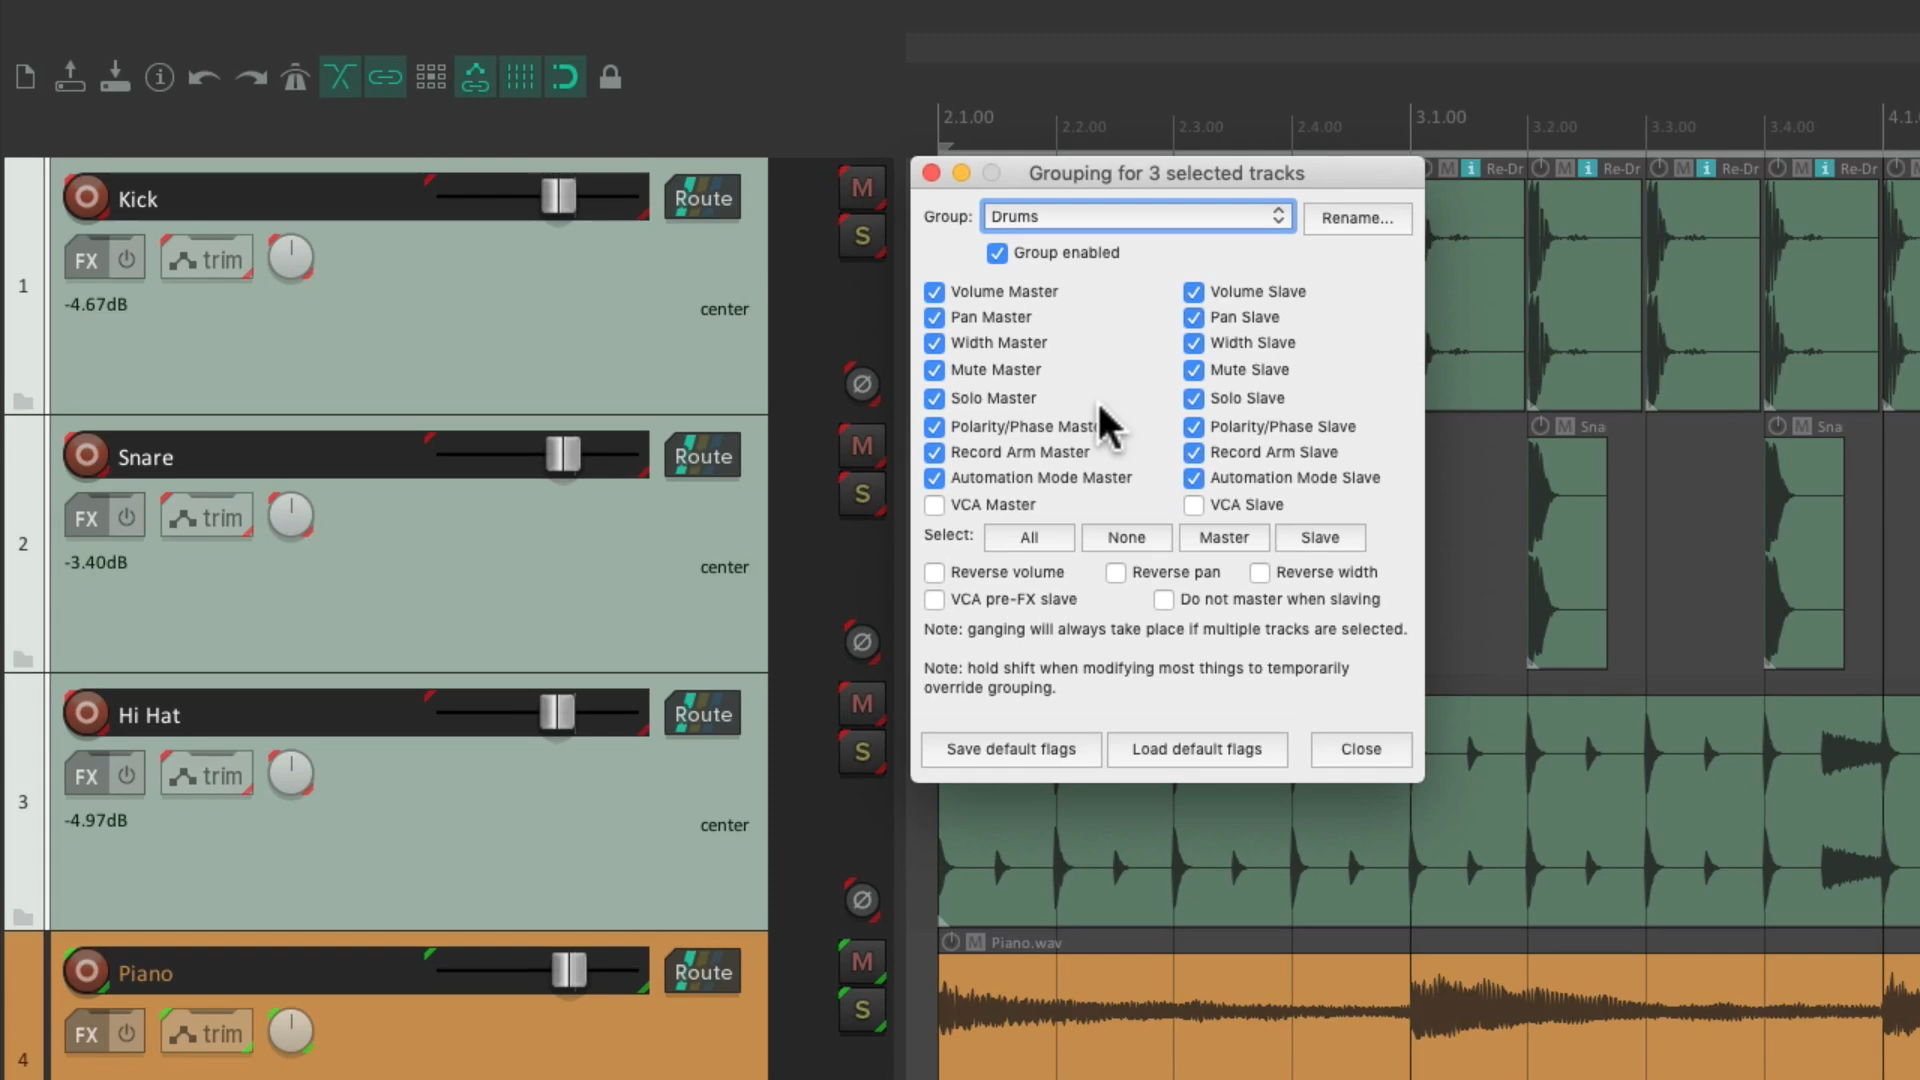 2.1.00
2.2.00
2.3.00
2.4.00
3.1.00
3.2.00
3.3.00
3.4.00
4.1.
Kick
Route
M
S
FX
trim
1
-4.67dB
center
Snare
Route
M
S
FX
trim
2
-3.40dB
center
Hi Hat
Route
M
S
FX
trim
3
-4.97dB
center
Piano
Route
M
S
FX
trim
4
Grouping for 3 selected tracks
Group: Drums Rename...
Group enabled
Volume Master Volume Slave
Pan Master Pan Slave
Width Master Width Slave
Mute Master Mute Slave
Solo Master Solo Slave
Polarity/Phase Maste Polarity/Phase Slave
Record Arm Master Record Arm Slave
Automation Mode Master Automation Mode Slave
VCA Master VCA Slave
Select: All None Master Slave
Reverse volume Reverse pan Reverse width
VCA pre-FX slave Do not master when slaving
Note: ganging will always take place if multiple tracks are selected.
Note: hold shift when modifying most things to temporarily
override grouping.
Save default flags Load default flags Close
M i Re-Dr M i Re-Dr M i Re-Dr M i Re-Dr
M Sna M Sna
M Piano.wav